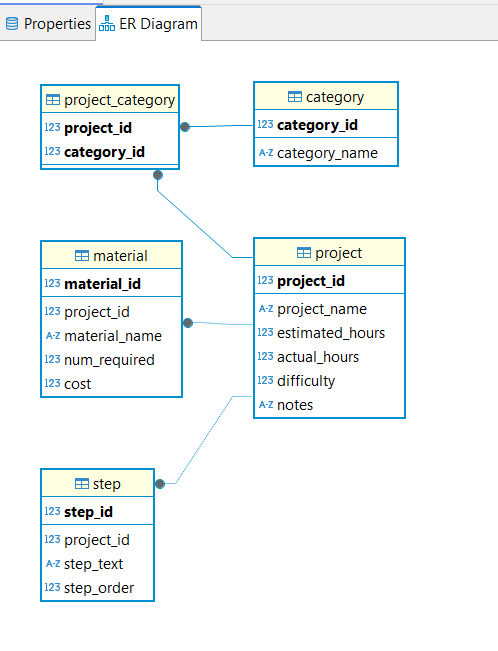 Properties
ER Diagram
project_category
123 project_id
123 category_id
category
123 category_id
A-Z category_name
material
123 material_id
123 project_id
A-Z material_name
123 num_required
123 cost
project
123 project_id
A-Z project_name
123 estimated_hours
123 actual_hours
123 difficulty
A-Z notes
step
123 step_id
123 project_id
A-Z step_text
123 step_order